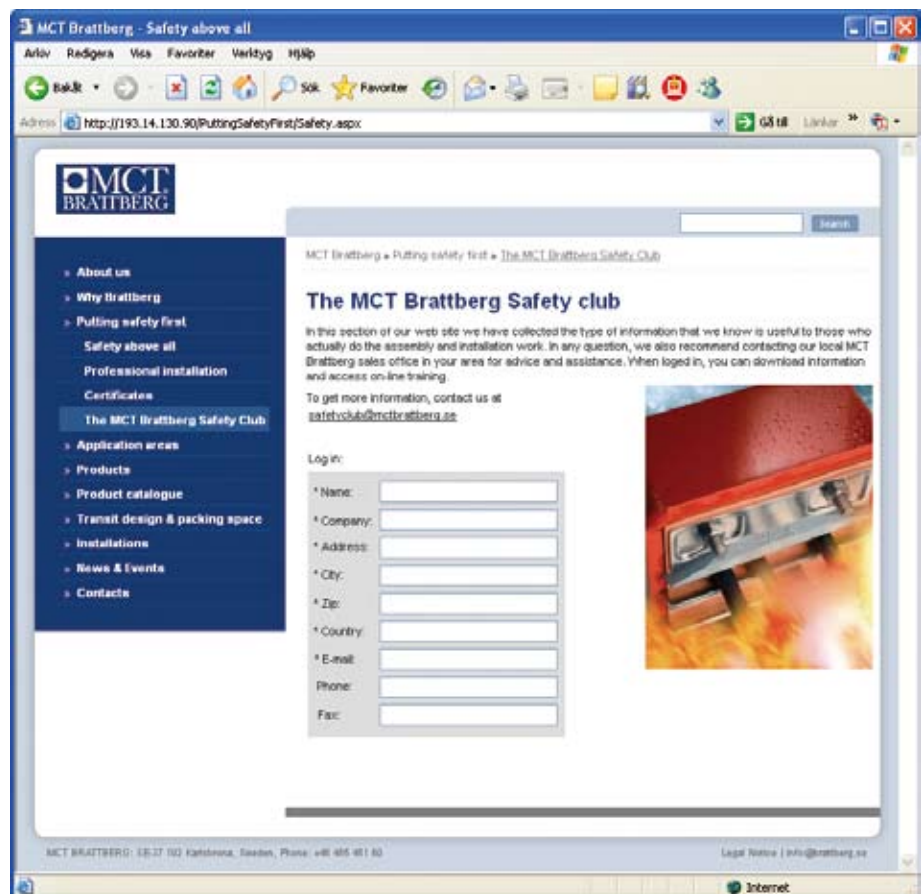 MCT Brattberg - Safety above all
Arkiv Redigera Visa Favoriter Verktyg Hjälp
Bakåt Sök Favoriter
Adress http://193.14.130.90/PuttingSafetyFirst/Safety.aspx Gå till Länkar »
MCT
BRATTBERG
Search
MCT Brattberg » Putting safety first » The MCT Brattberg Safety Club
» About us
» Why Brattberg
» Putting safety first
Safety above all
Professional installation
Certificates
The MCT Brattberg Safety Club
» Application areas
» Products
» Product catalogue
» Transit design & packing space
» Installations
» News & Events
» Contacts
The MCT Brattberg Safety club
In this section of our web site we have collected the type of information that we know is useful to those who
actually do the assembly and installation work. In any question, we also recommend contacting our local MCT
Brattberg sales office in your area for advice and assistance. When loged in, you can download information
and access on-line training.
To get more information, contact us at
safetyclub@mctbrattberg.se
Log in:
* Name:
* Company:
* Address:
* City:
* Zip:
* Country:
* E-mail:
Phone:
Fax:
MCT BRATTBERG: Karlskrona, Sweden, Phone:
Legal Notice | info@brattberg.se
Internet